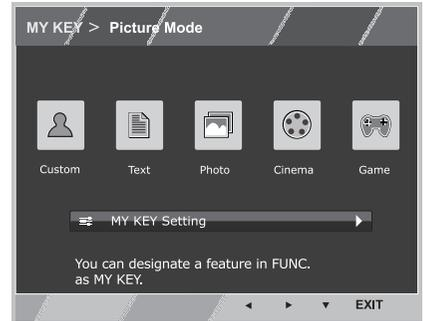 MY KEY > Picture Mode
Custom Text Photo Cinema Game
MY KEY Setting
You can designate a feature in FUNC.
as MY KEY.
EXIT